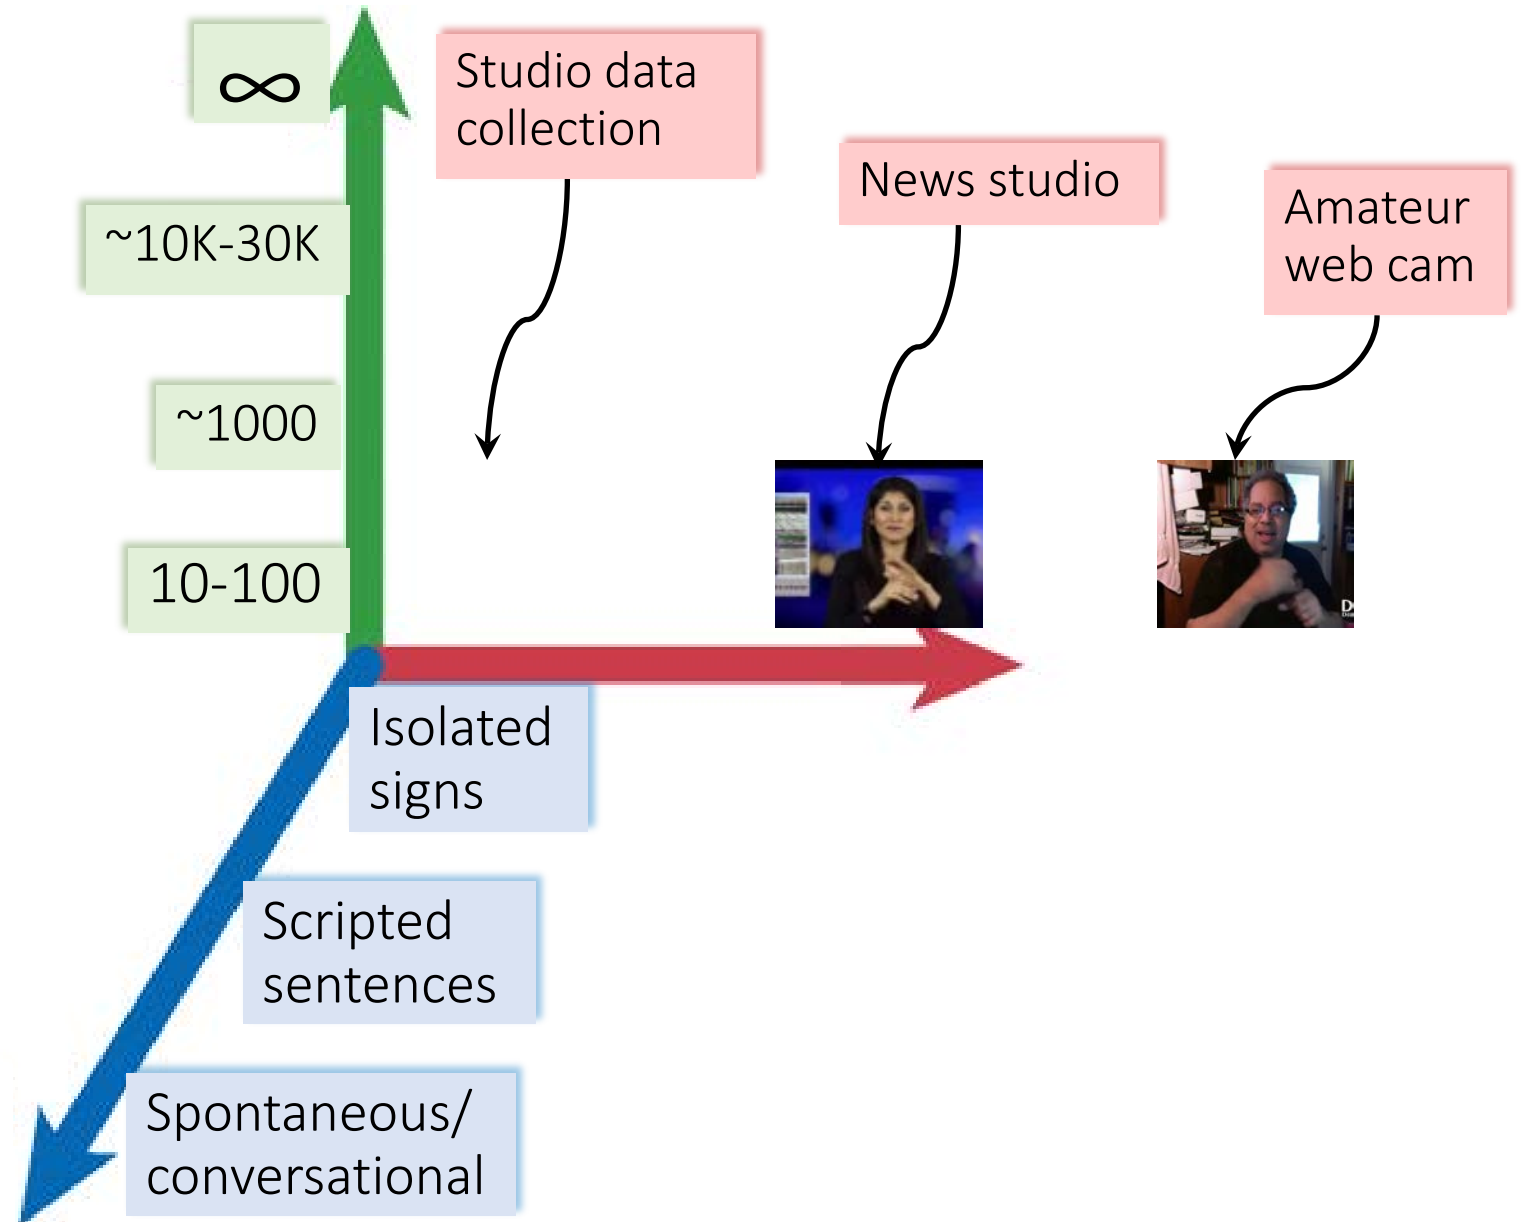 ∞
~10K-30K
~1000
10-100
Studio data
collection
News studio
Amateur
web cam
Isolated
signs
Scripted
sentences
Spontaneous/
conversational